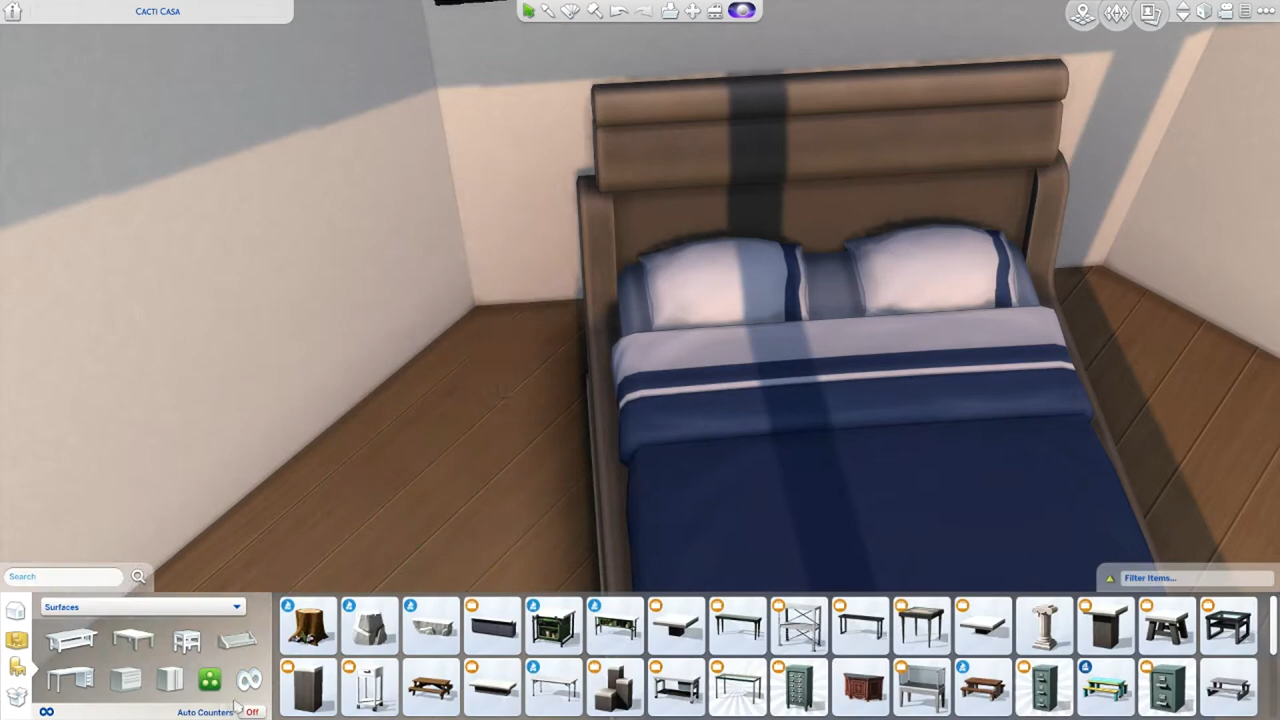 CACTI CASA
Search
Filter Items...
Surfaces
Auto Counters
Off